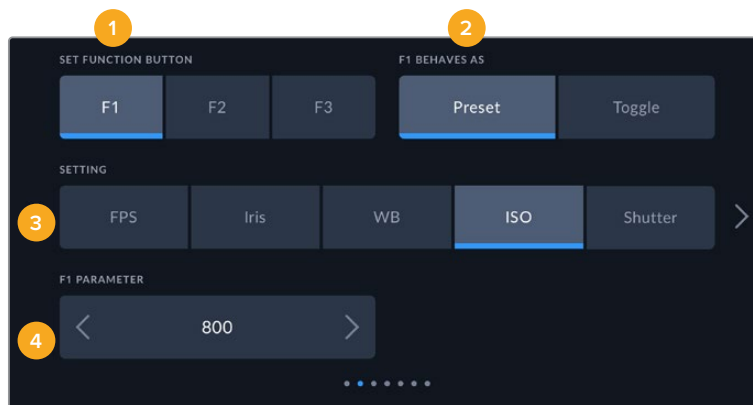 1 2
SET FUNCTION BUTTON F1 BEHAVES AS
F1 F2 F3 Preset Toggle
SETTING
3 FPS Iris WB ISO Shutter
F1 PARAMETER
4 800